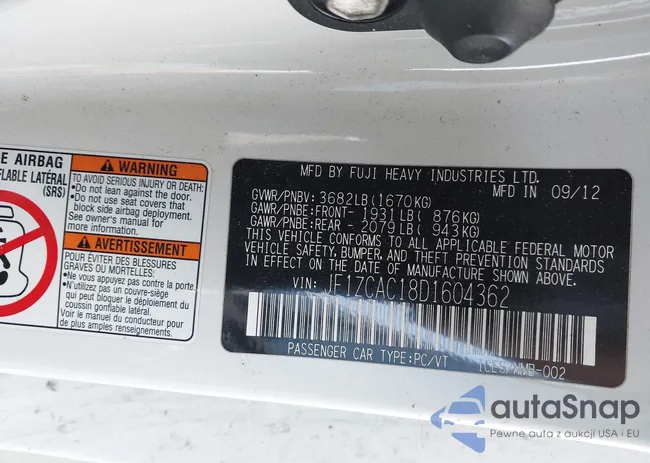 E AIRBAG
FLABLE LATÉRAL
(SRS)
WARNING
TO AVOID SERIOUS INJURY OR DEATH:
•Do not lean against the door.
•Do not use seat covers that
block side airbag deployment.
See owner's manual
for more information.
AVERTISSEMENT
POUR ÉVITER DES BLESSURES
GRAVES OU MORTELLES:
•Ne vous appuyez pas contre la porte.
•Ne pas utiliser un couvre-siège
qui peut bloquer le déploiement
du coussin gonflable latéral.
Voir le manuel du conducteur pour
de plus amples renseignements.
MFD BY FUJI HEAVY INDUSTRIES LTD.
MFD IN 09/12
GVWR/PNBV: 3682LB(1670KG)
GAWR/PNBE:FRONT- 1931LB( 876KG)
GAWR/PNBE:REAR - 2079LB( 943KG)
THIS VEHICLE CONFORMS TO ALL APPLICABLE FEDERAL MOTOR
VEHICLE SAFETY, BUMPER, AND THEFT PREVENTION STANDARDS
IN EFFECT ON THE DATE OF MANUFACTURE SHOWN ABOVE.
VIN: JF1ZCAC18D1604362
PASSENGER CAR TYPE:PC/VT ICES/NMB-002
autaSnap
Pewne auta z aukcji USA i EU